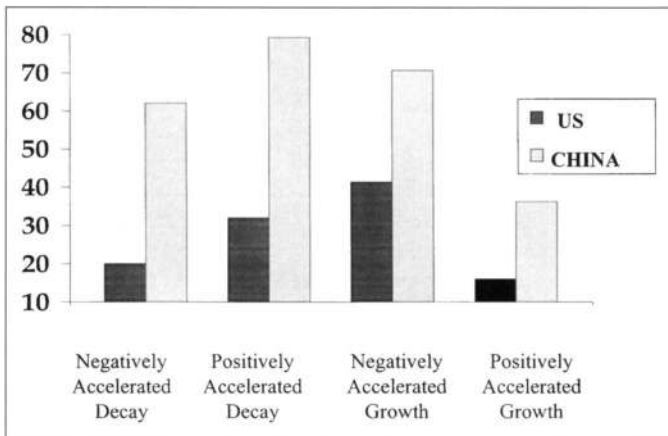 80
70
60
50
40
30
20
10
US
CHINA
Negatively Accelerated Decay
Positively Accelerated Decay
Negatively Accelerated Growth
Positively Accelerated Growth